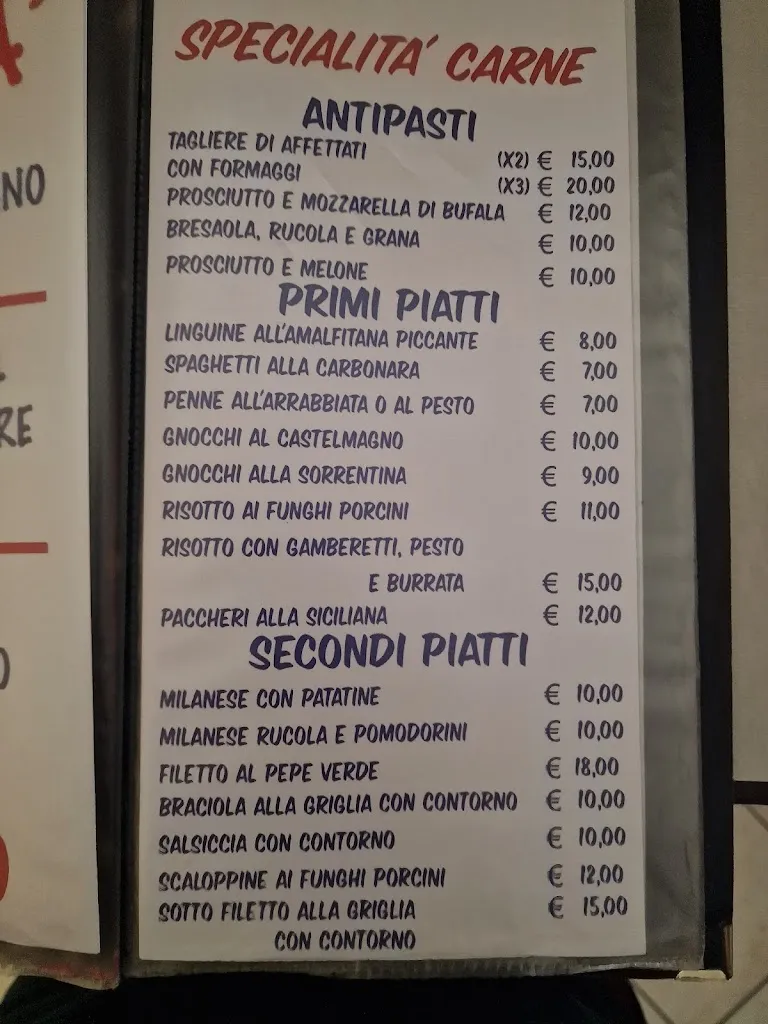 NO
RE
SPECIALITA' CARNE
ANTIPASTI
TAGLIERE DI AFFETTATI
CON FORMAGGI
(X2) € 15,00
(X3) € 20,00
PROSCIUTTO E MOZZARELLA DI BUFALA € 12,00
BRESAOLA, RUCOLA E GRANA € 10,00
PROSCIUTTO E MELONE € 10,00
PRIMI PIATTI
LINGUINE ALL'AMALFITANA PICCANTE € 8,00
SPAGHETTI ALLA CARBONARA € 7,00
PENNE ALL'ARRABBIATA O AL PESTO € 7,00
GNOCCHI AL CASTELMAGNO € 10,00
GNOCCHI ALLA SORRENTINA € 9,00
RISOTTO AI FUNGHI PORCINI € 11,00
RISOTTO CON GAMBERETTI, PESTO
E BURRATA € 15,00
PACCHERI ALLA SICILIANA € 12,00
SECONDI PIATTI
MILANESE CON PATATINE € 10,00
MILANESE RUCOLA E POMODORINI € 10,00
FILETTO AL PEPE VERDE € 18,00
BRACIOLA ALLA GRIGLIA CON CONTORNO € 10,00
SALSICCIA CON CONTORNO € 10,00
SCALOPPINE AI FUNGHI PORCINI € 12,00
SOTTO FILETTO ALLA GRIGLIA € 15,00
CON CONTORNO